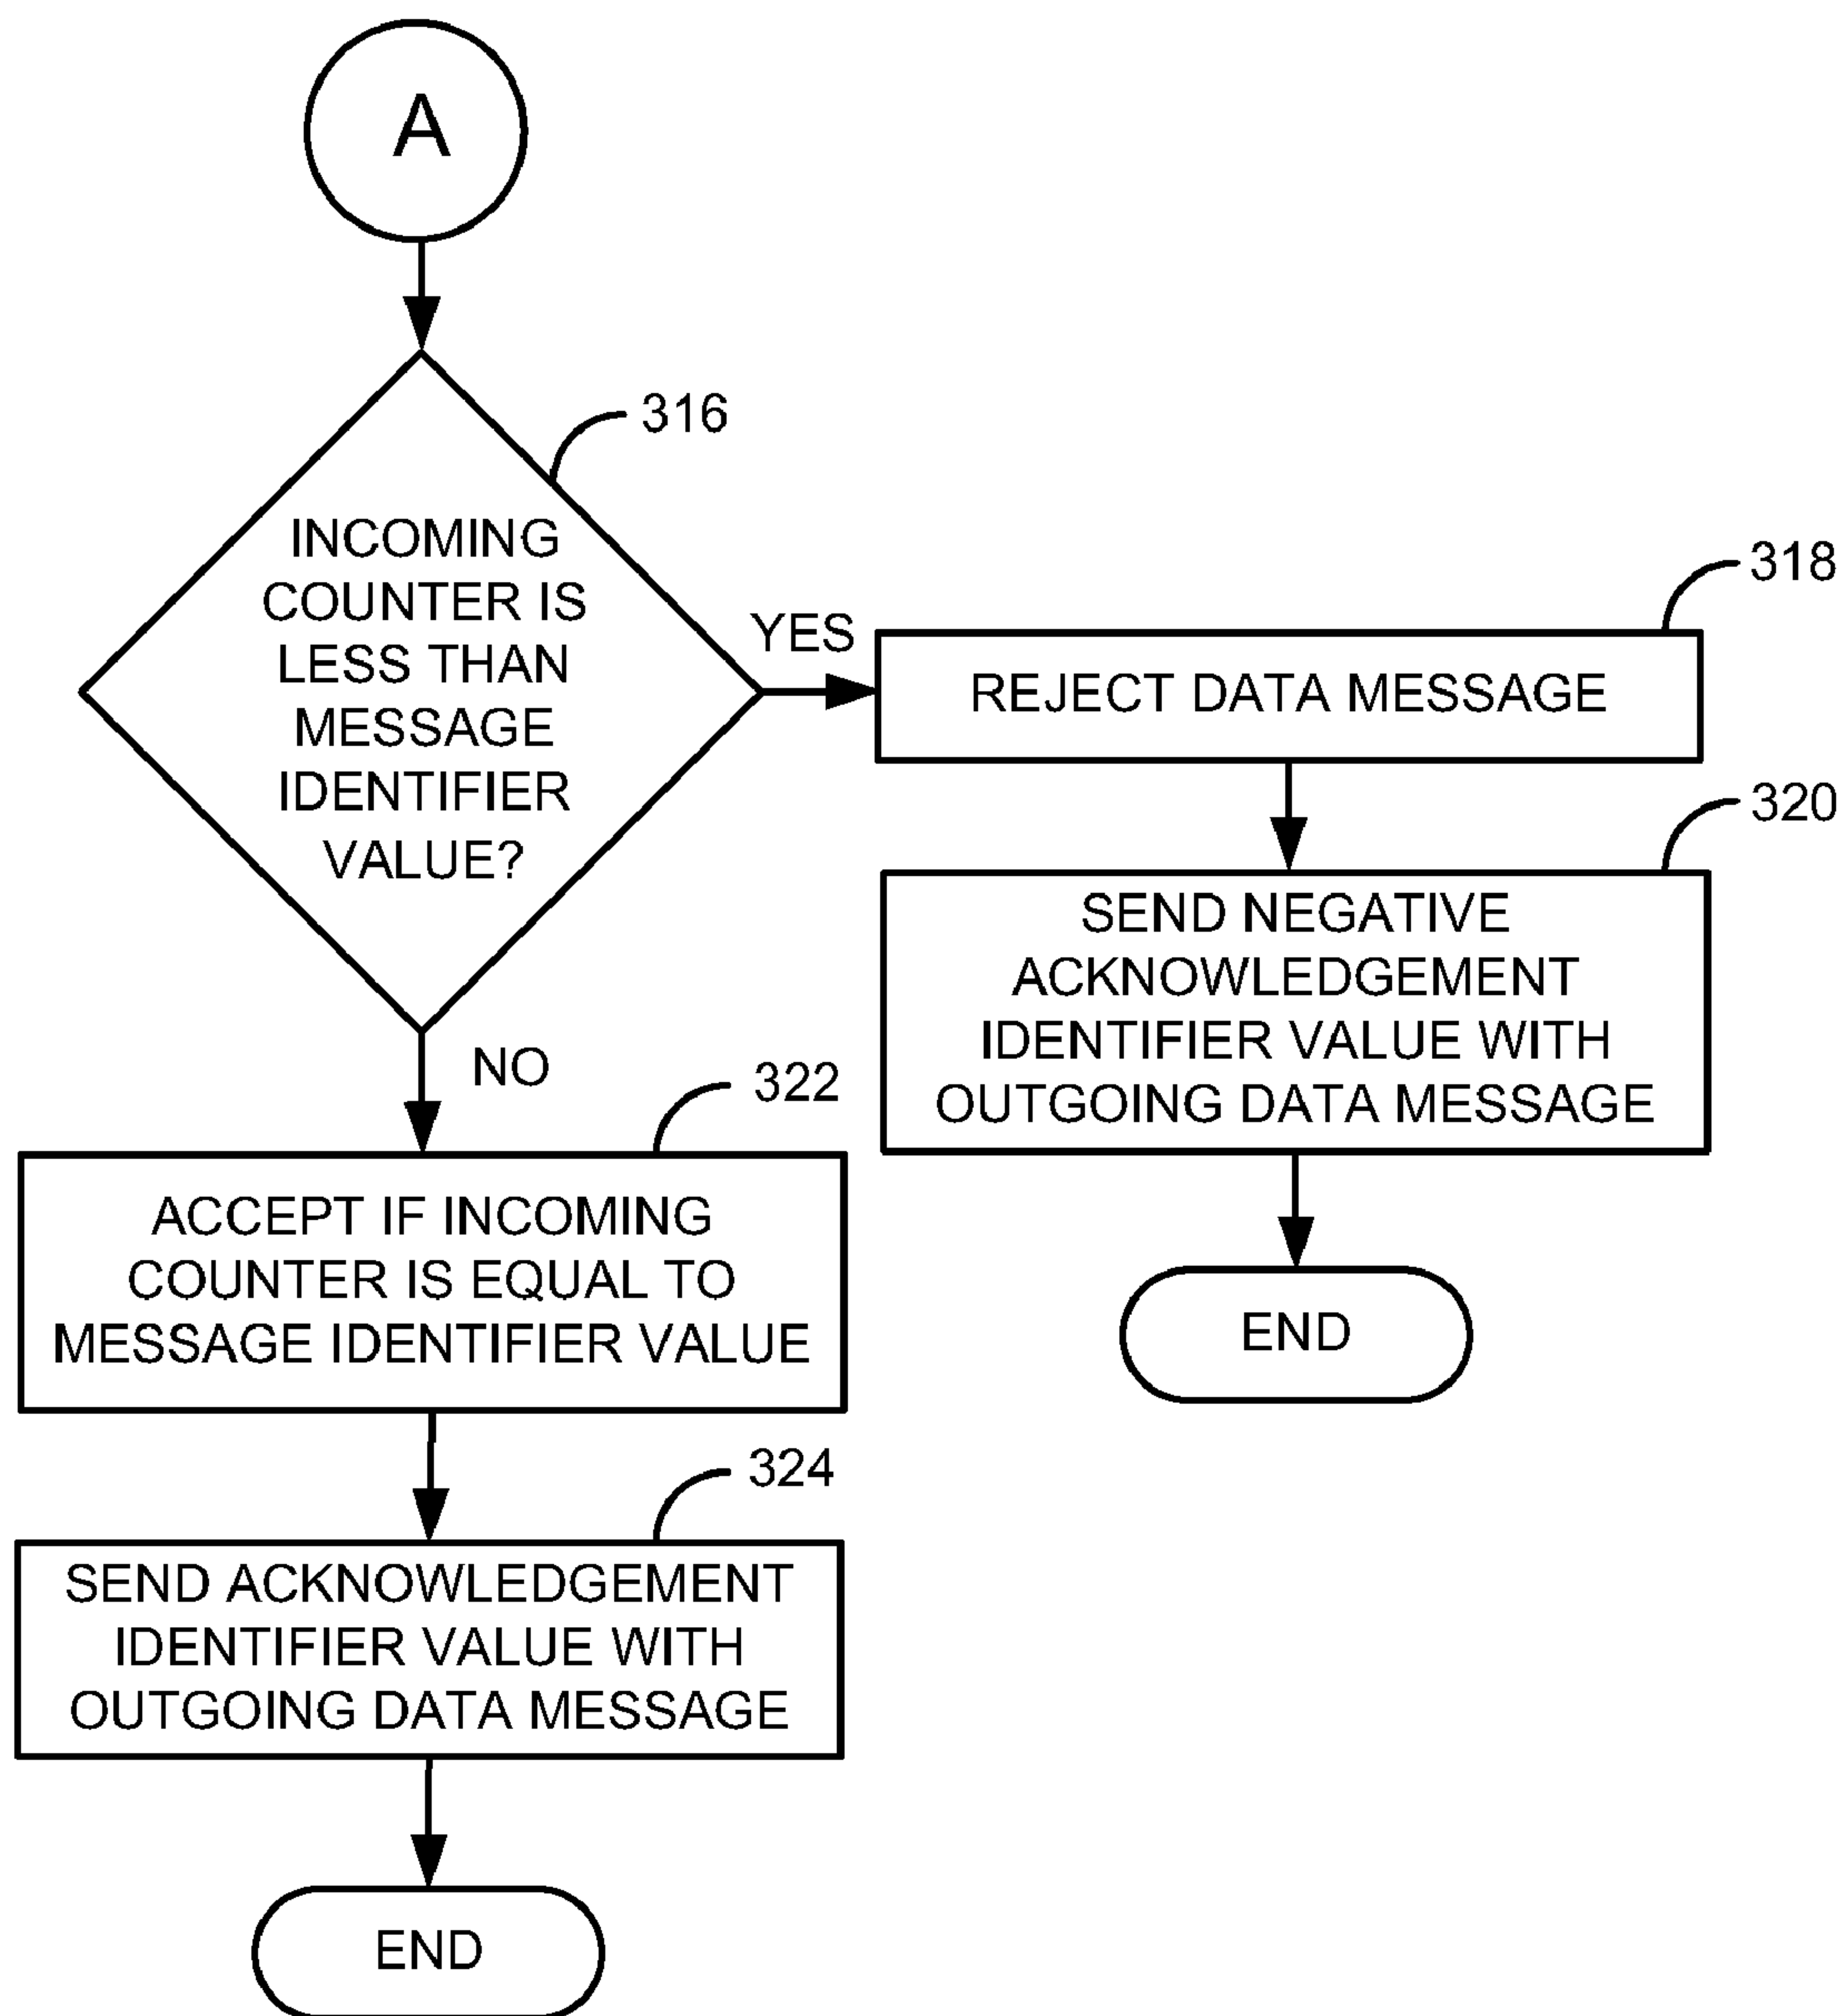 A
316
INCOMING
COUNTER IS
LESS THAN
MESSAGE
IDENTIFIER
VALUE?
YES
318
REJECT DATA MESSAGE
320
SEND NEGATIVE
ACKNOWLEDGEMENT
IDENTIFIER VALUE WITH
OUTGOING DATA MESSAGE
END
NO
322
ACCEPT IF INCOMING
COUNTER IS EQUAL TO
MESSAGE IDENTIFIER VALUE
324
SEND ACKNOWLEDGEMENT
IDENTIFIER VALUE WITH
OUTGOING DATA MESSAGE
END